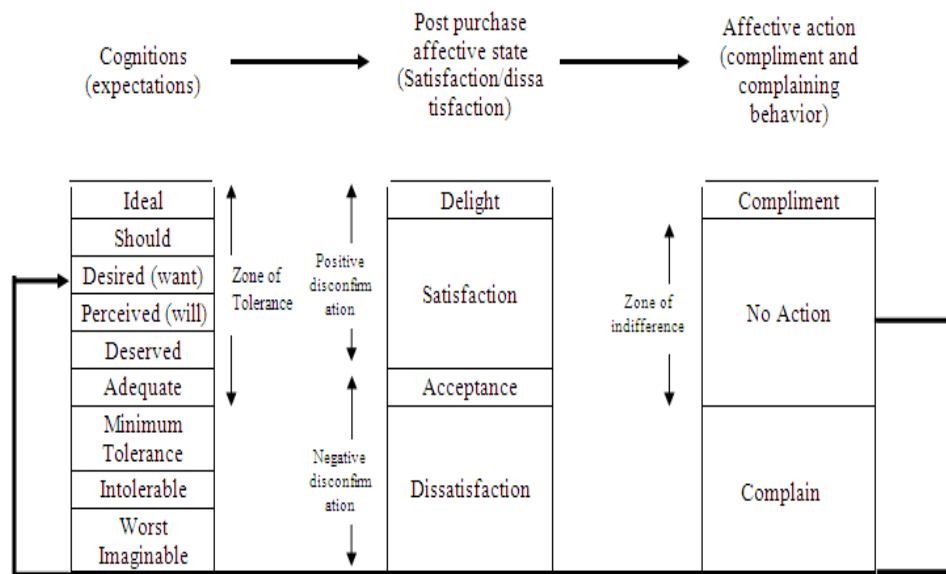 Cognitions
(expectations)
Post purchase
affective state
(Satisfaction/dissa
tisfaction)
Affective action
(compliment and
complaining
behavior)
Ideal
Should
Desired (want)
Perceived (will)
Deserved
Adequate
Minimum
Tolerance
Intolerable
Worst
Imaginable
Zone of
Tolerance
Positive
disconfirm
ation
Negative
disconfirm
ation
Delight
Satisfaction
Acceptance
Dissatisfaction
Zone of
indifference
Compliment
No Action
Complain